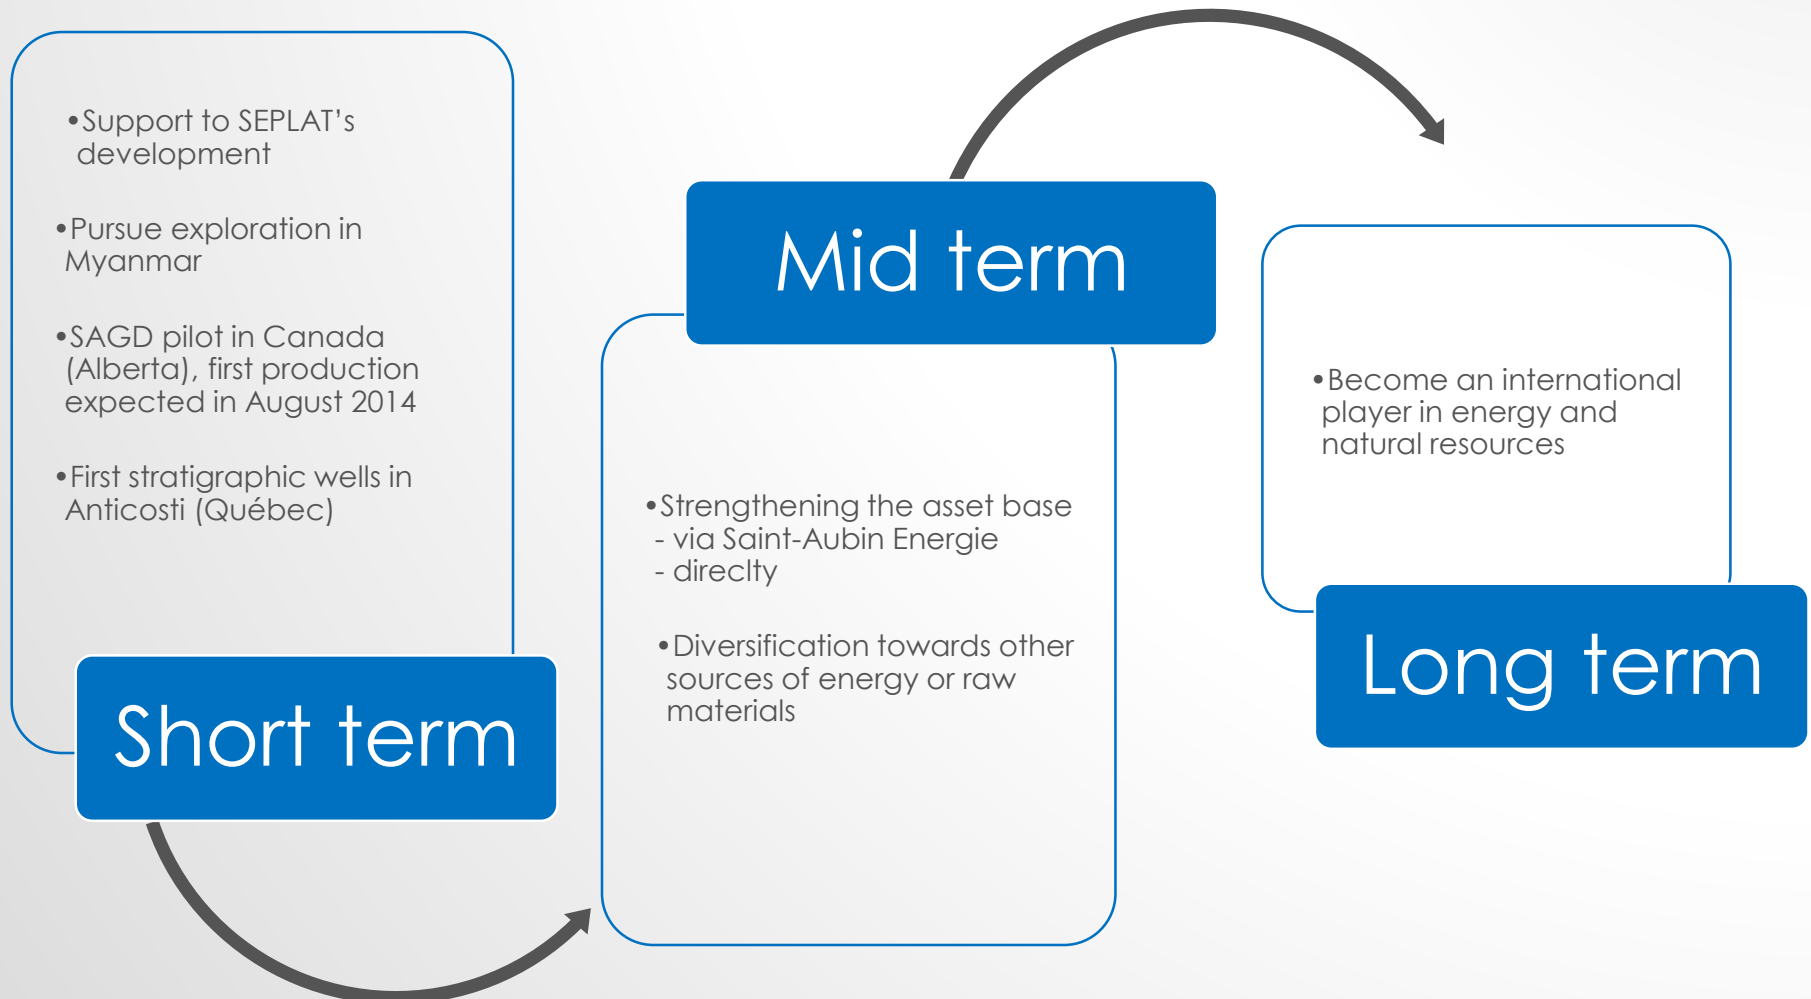 •Support to SEPLAT’s
development
•Pursue exploration in
Myanmar
•SAGD pilot in Canada
(Alberta), first production
expected in August 2014
•First stratigraphic wells in
Anticosti (Québec)
Short term
Mid term
•Strengthening the asset base
- via Saint-Aubin Energie
- direclty
•Diversification towards other
sources of energy or raw
materials
•Become an international
player in energy and
natural resources
Long term